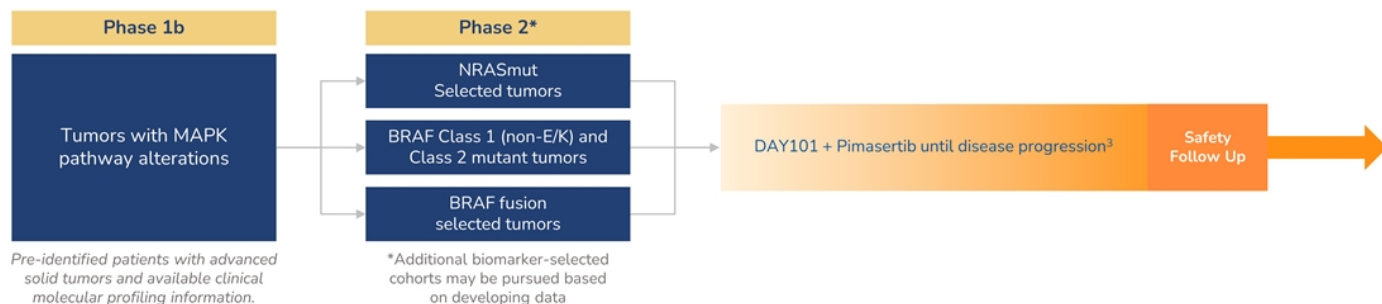 Phase 1b
Tumors with MAPK
pathway alterations
Pre-identified patients with advanced
solid tumors and available clinical
molecular profiling information.
Phase 2*
NRASmut
Selected tumors
BRAF Class 1 (non-E/K) and
Class 2 mutant tumors
BRAF fusion
selected tumors
*Additional biomarker-selected
cohorts may be pursued based
on developing data
DAY101 + Pimasertib until disease progression³
Safety
Follow Up